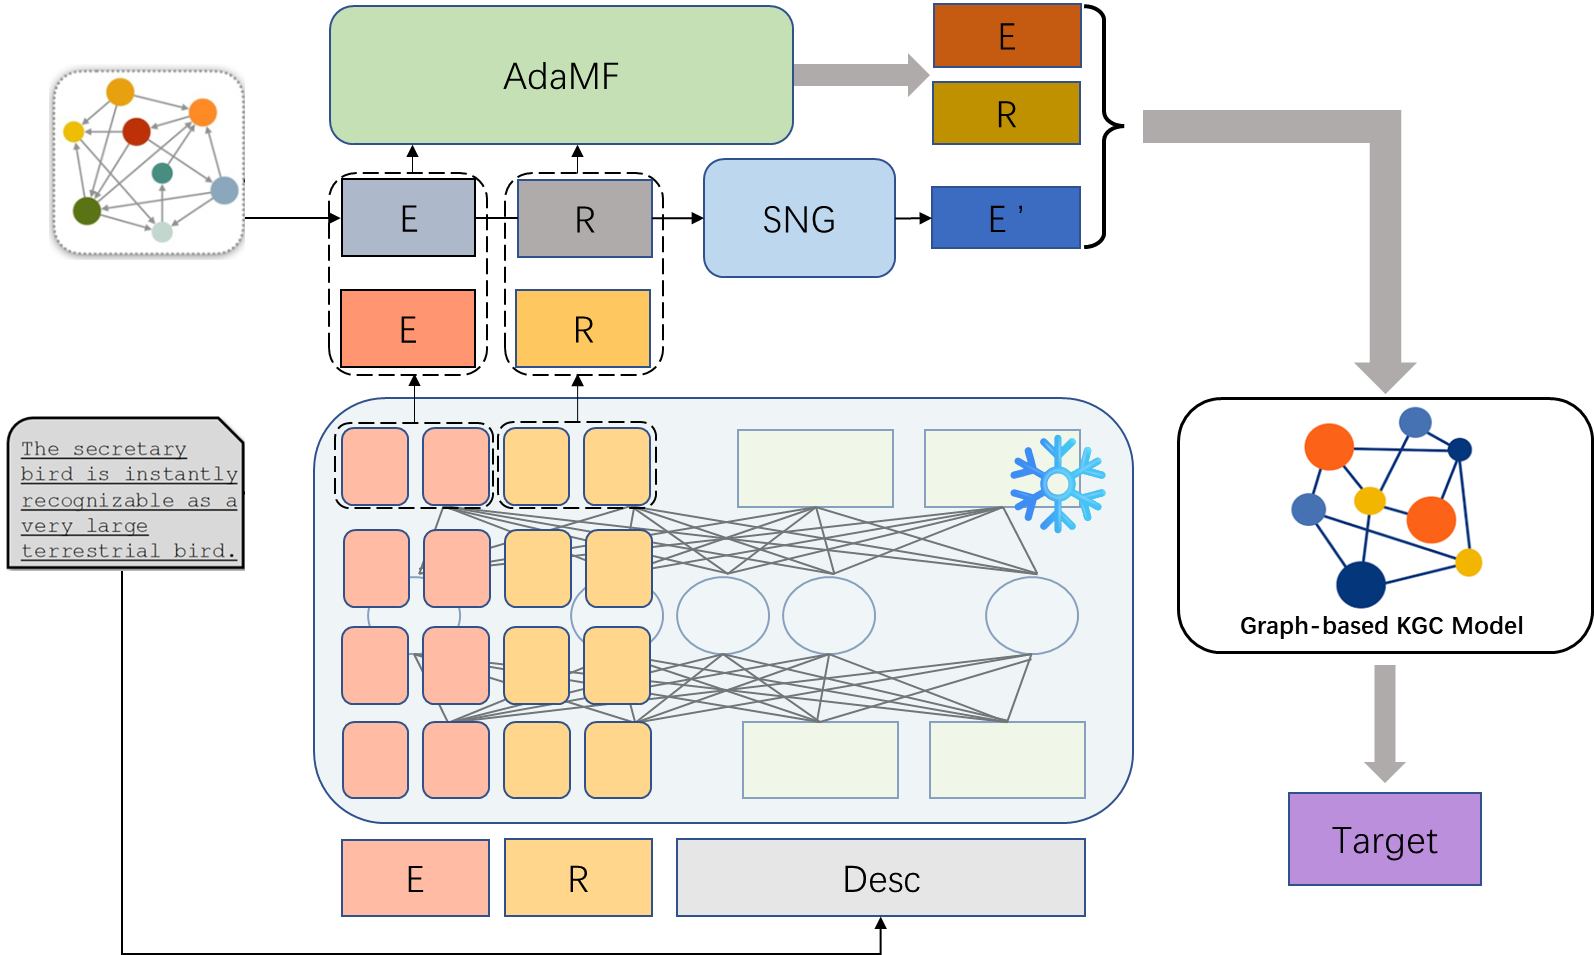 AdaMF
E
R
E
R
SNG
E '
E
R
The secretary
bird is instantly
recognizable as a
very large
terrestrial bird.
Graph-based KGC Model
Target
E
R
Desc